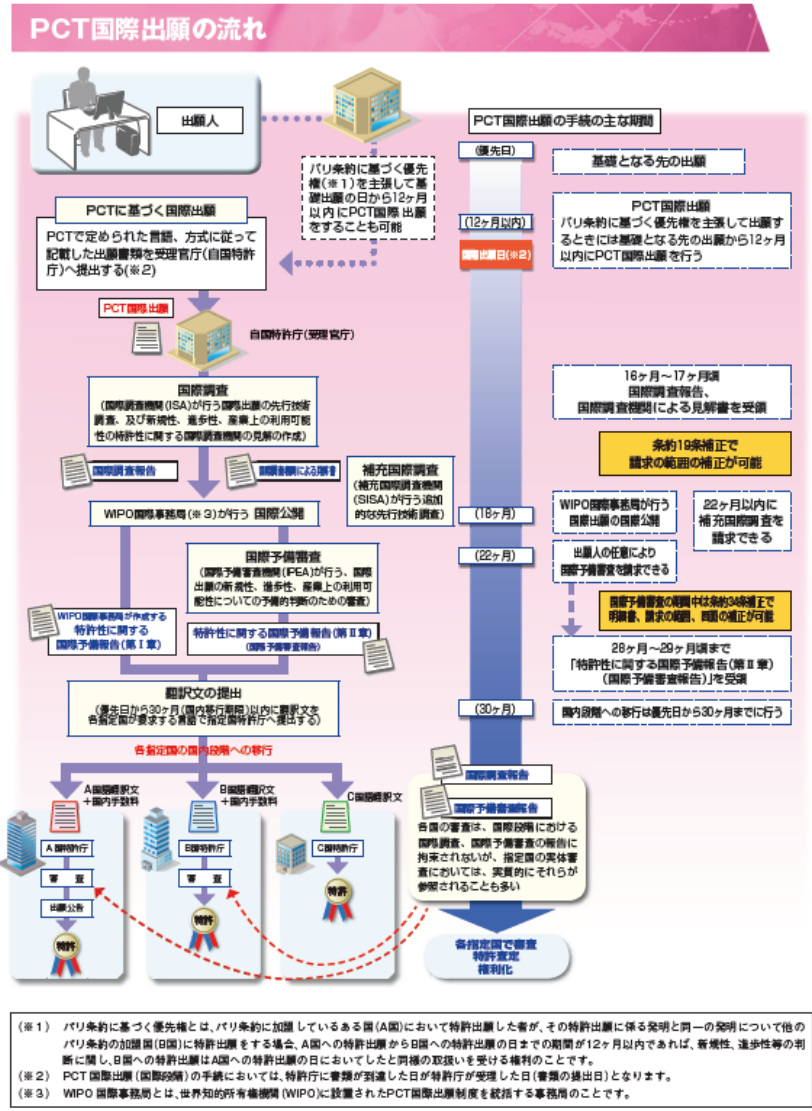 PCT国際出願の流れ
出願人
パリ条約に基づく優先
権(※1)を主張して基
礎出願の日から12ヶ月
以内にPCT国際出願
をすることも可能
PCTに基づく国際出願
PCTで定められた言語、方式に従って
記載した出願書類を受理官庁(自国特許
庁)へ提出する(※2)
PCT国際出願
自国特許庁(受理官庁)
国際調査
(国際調査機関(ISA)が行う国際出願の先行技術
調査、及び新規性、進歩性、産業上の利用可能
性の特許性に関する国際調査機関の見解の作成)
国際調査報告
国際調査機関による見解書
補充国際調査
(補充国際調査機関
(SISA)が行う追加
的な先行技術調査)
WIPO国際事務局(※3)が行う 国際公開
国際予備審査
(国際予備審査機関(IPEA)が行う、国際
出願の新規性、進歩性、産業上の利用可
能性についての予備的判断のための審査)
WIPO国際事務局が作成する
特許性に関する
国際予備報告(第Ⅰ章)
特許性に関する国際予備報告(第Ⅱ章)
(国際予備審査報告)
翻訳文の提出
(優先日から30ヶ月(国内移行期限)以内に翻訳文を
各指定国が要求する言語で指定国特許庁へ提出する)
各指定国の国内段階への移行
A国語翻訳文
+国内手数料
B国語翻訳文
+国内手数料
C国語翻訳文
A国特許庁
審 査
出願公告
特許
B国特許庁
審 査
特許
C国特許庁
特許
PCT国際出願の手続の主な期間
(優先日)
基礎となる先の出願
(12ヶ月以内)
国際出願日(※2)
PCT国際出願
パリ条約に基づく優先権を主張して出願す
るときには基礎となる先の出願から12ヶ月
以内にPCT国際出願を行う
16ヶ月～17ヶ月頃
国際調査報告、
国際調査機関による見解書を受領
条約19条補正で
請求の範囲の補正が可能
(18ヶ月)
WIPO国際事務局が行う
国際出願の国際公開
22ヶ月以内に
補充国際調査を
請求できる
(22ヶ月)
出願人の任意により
国際予備審査を請求できる
国際予備審査の期間中は条約34条補正で
明細書、請求の範囲、図面の補正が可能
28ヶ月～29ヶ月頃まで
「特許性に関する国際予備報告(第Ⅱ章)
(国際予備審査報告)」を受領
(30ヶ月)
国内段階への移行は優先日から30ヶ月までに行う
国際調査報告
国際予備審査報告
各国の審査は、国際段階における
国際調査、国際予備審査の報告に
拘束されないが、指定国の実体審
査においては、実質的にそれらが
参照されることも多い
各指定国で審査
特許査定
権利化
(※1) パリ条約に基づく優先権とは、パリ条約に加盟しているある国(A国)において特許出願した者が、その特許出願に係る発明と同一の発明について他の
パリ条約の加盟国(B国)に特許出願をする場合、A国への特許出願からB国への特許出願の日までの期間が12ヶ月以内であれば、新規性、進歩性等の判
断に関し、B国への特許出願はA国への特許出願の日においてしたと同様の取扱いを受ける権利のことです。
(※2) PCT国際出願(国際段階)の手続においては、特許庁に書類が到達した日が特許庁が受理した日(書類の提出日)となります。
(※3) WIPO国際事務局とは、世界知的所有権機関(WIPO)に設置されたPCT国際出願制度を統括する事務局のことです。